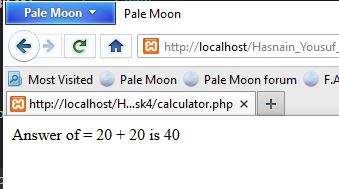 Pale Moon Pale Moon
http://localhost/Hasnain_Yousuf_
Most Visited Pale Moon Pale Moon forum F.A
http://localhost/H...sk4/calculator.php
Answer of = 20 + 20 is 40